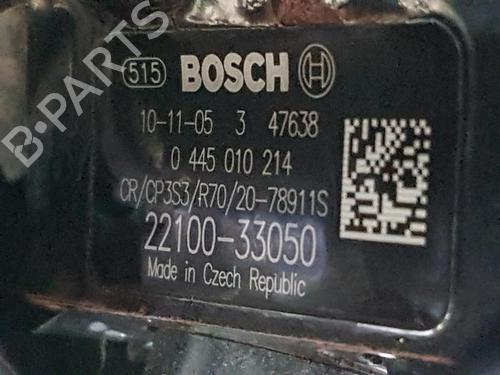 B-PARTS
515 BOSCH
10-11-05 3 47638
0 445 010 214
CR/CP3S3/R70/20-78911S
22100-33050
Made in Czech Republic